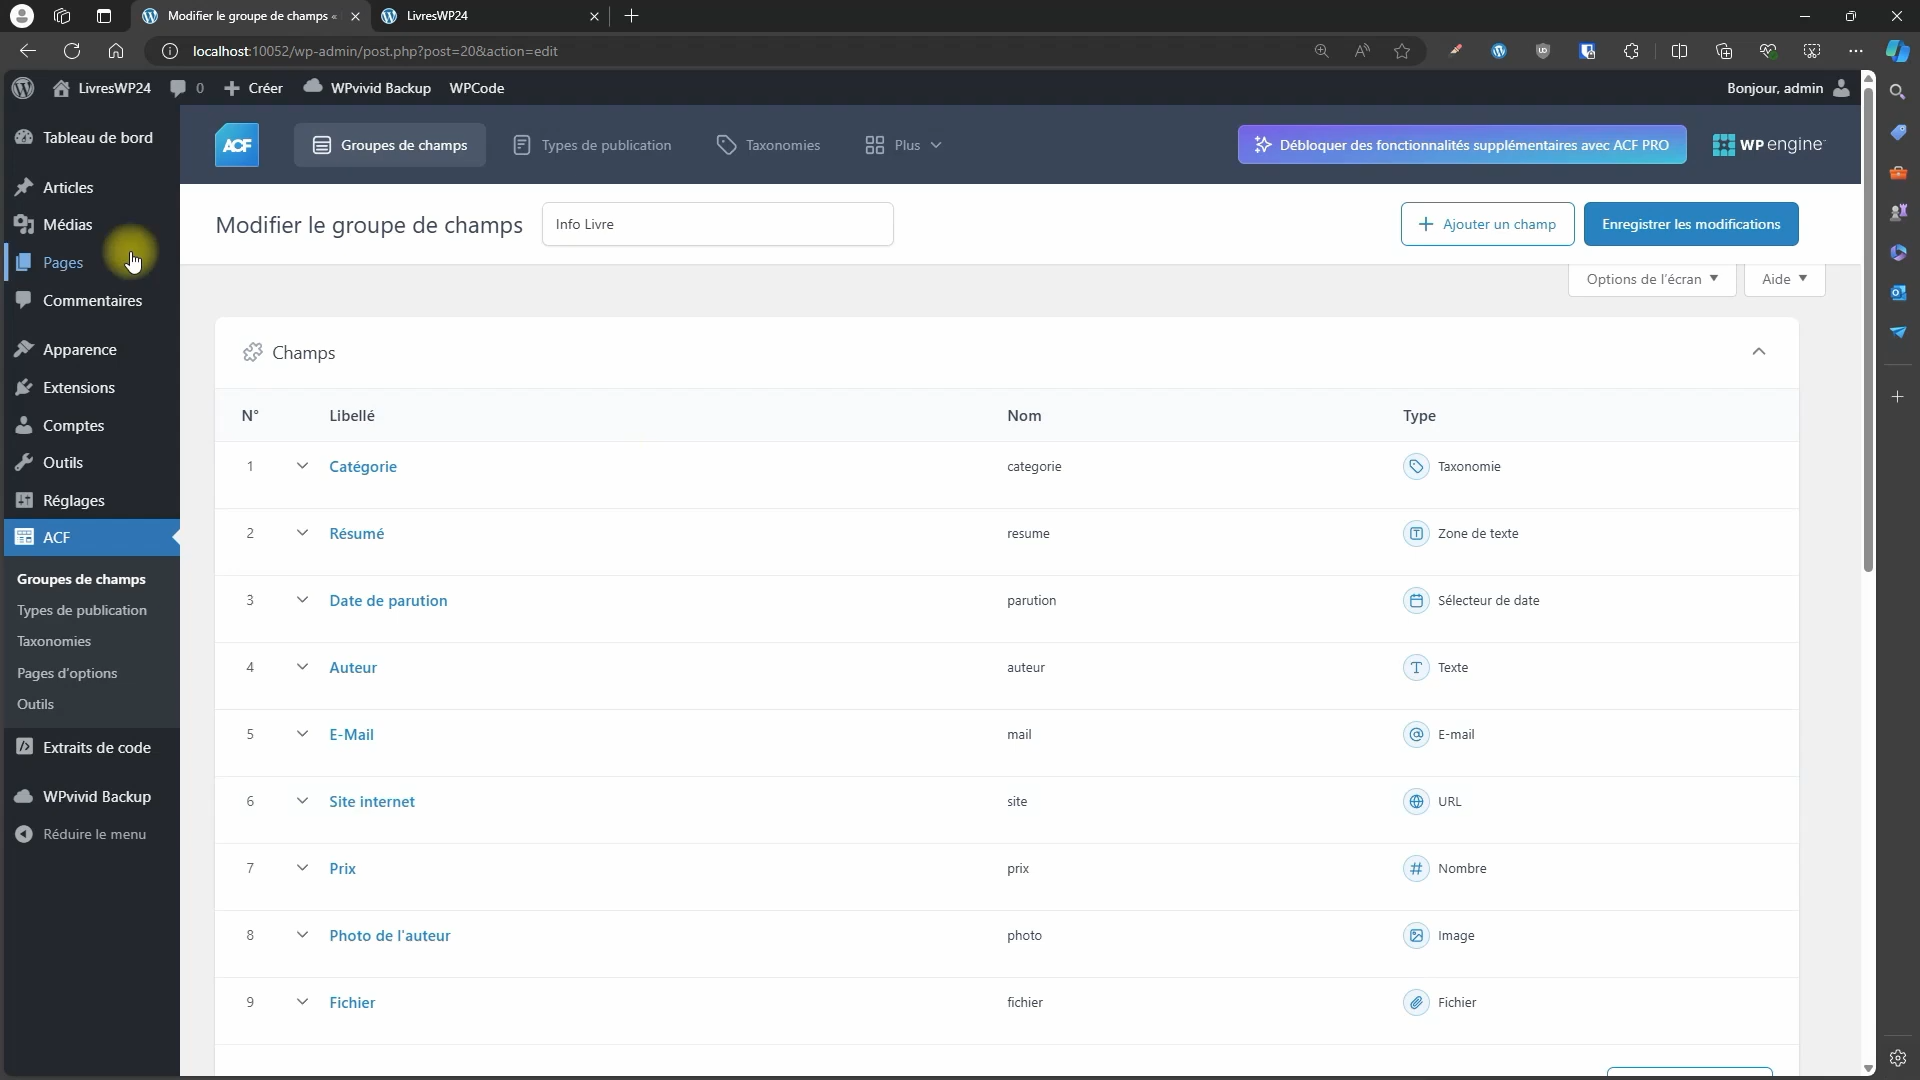 Modifier le groupe de champs «
LivresWP24
localhost:10052/wp-admin/post.php?post=20&action=edit
LivresWP24
0
Créer
WPvivid Backup
WPCode
Bonjour, admin
Tableau de bord
Articles
Médias
Pages
Commentaires
Apparence
Extensions
Comptes
Outils
Réglages
ACF
Groupes de champs
Types de publication
Taxonomies
Pages d'options
Outils
Extraits de code
WPvivid Backup
Réduire le menu
ACF
Groupes de champs
Types de publication
Taxonomies
Plus
Débloquer des fonctionnalités supplémentaires avec ACF PRO
WP engine
Modifier le groupe de champs
Info Livre
Ajouter un champ
Enregistrer les modifications
Options de l'écran
Aide
Champs
N° Libellé Nom Type
1 Catégorie categorie Taxonomie
2 Résumé resume Zone de texte
3 Date de parution parution Sélecteur de date
4 Auteur auteur Texte
5 E-Mail mail E-mail
6 Site internet site URL
7 Prix prix Nombre
8 Photo de l'auteur photo Image
9 Fichier fichier Fichier